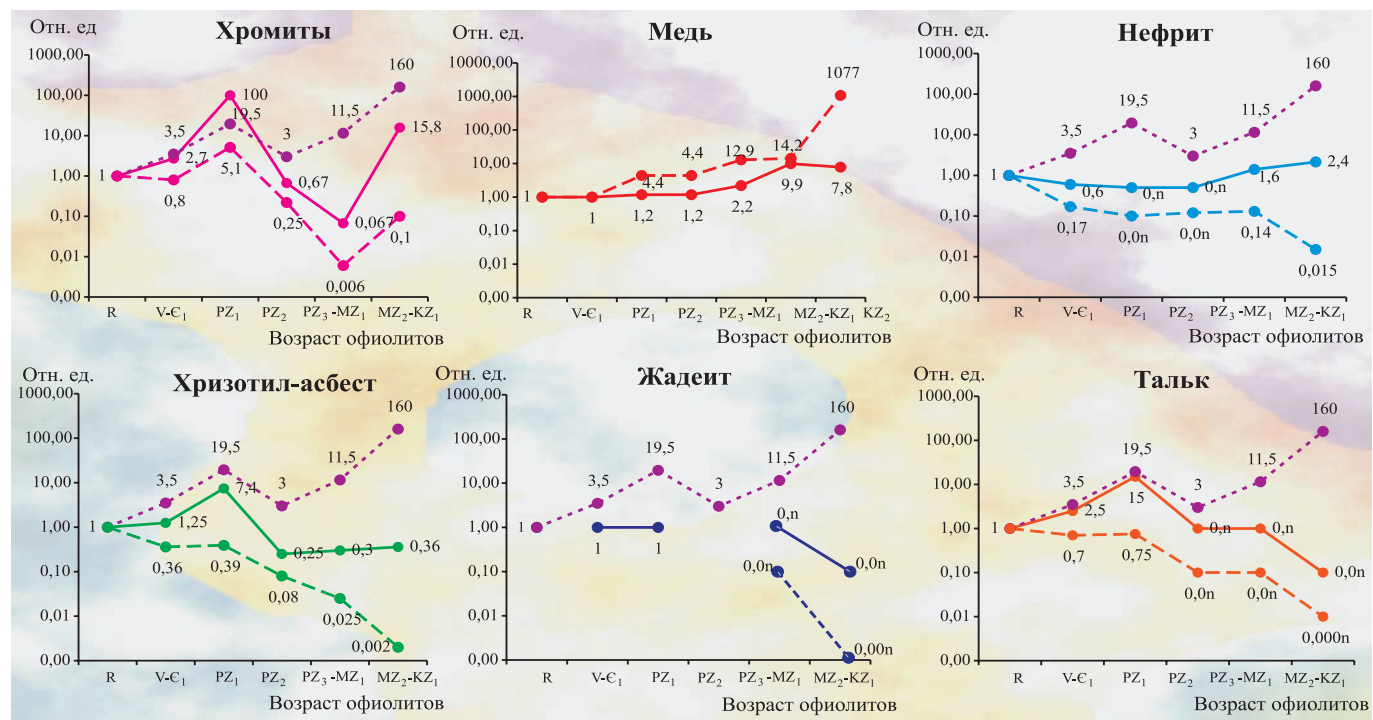 Отн. ед
Хромиты
1000,00
100,00
10,00
1,00
0,10
0,01
0,00
1
3,5
2,7
0,8
100
19,5
5,1
3
0,67
0,25
11,5
0,067
0,006
160
15,8
0,1
R
V-Є₁
PZ₁
PZ₂
PZ₃-MZ₁
MZ₂-KZ₁
Возраст офиолитов
Отн. ед.
Медь
10000,00
1000,00
100,00
10,00
1,00
0,10
0,01
0,00
1
1
4,4
1,2
4,4
1,2
12,9
2,2
14,2
9,9
1077
7,8
R
V-Є₁
PZ₁
PZ₂
PZ₃-MZ₁
MZ₂-KZ₁
KZ₂
Возраст офиолитов
Отн. ед.
Нефрит
1000,00
100,00
10,00
1,00
0,10
0,01
0,00
1
3,5
0,6
0,17
19,5
0,n
0,0n
3
0,n
0,0n
11,5
1,6
0,14
160
2,4
0,015
R
V-Є₁
PZ₁
PZ₂
PZ₃-MZ₁
MZ₂-KZ₁
Возраст офиолитов
Отн. ед.
Хризотил-асбест
1000,00
100,00
10,00
1,00
0,10
0,01
0,00
1
3,5
1,25
0,36
19,5
7,4
0,39
3
0,25
0,08
11,5
0,3
0,025
160
0,36
0,002
R
V-Є₁
PZ₁
PZ₂
PZ₃-MZ₁
MZ₂-KZ₁
Возраст офиолитов
Отн. ед.
Жадеит
1000,00
100,00
10,00
1,00
0,10
0,01
0,00
1
3,5
1
19,5
1
3
11,5
0,n
0,0n
160
0,0n
0,00n
R
V-Є₁
PZ₁
PZ₂
PZ₃-MZ₁
MZ₂-KZ₁
Возраст офиолитов
Отн. ед.
Тальк
1000,00
100,00
10,00
1,00
0,10
0,01
0,00
1
3,5
2,5
0,7
19,5
15
0,75
3
0,n
0,0n
11,5
0,n
0,0n
160
0,0n
0,000n
R
V-Є₁
PZ₁
PZ₂
PZ₃-MZ₁
MZ₂-KZ₁
Возраст офиолитов